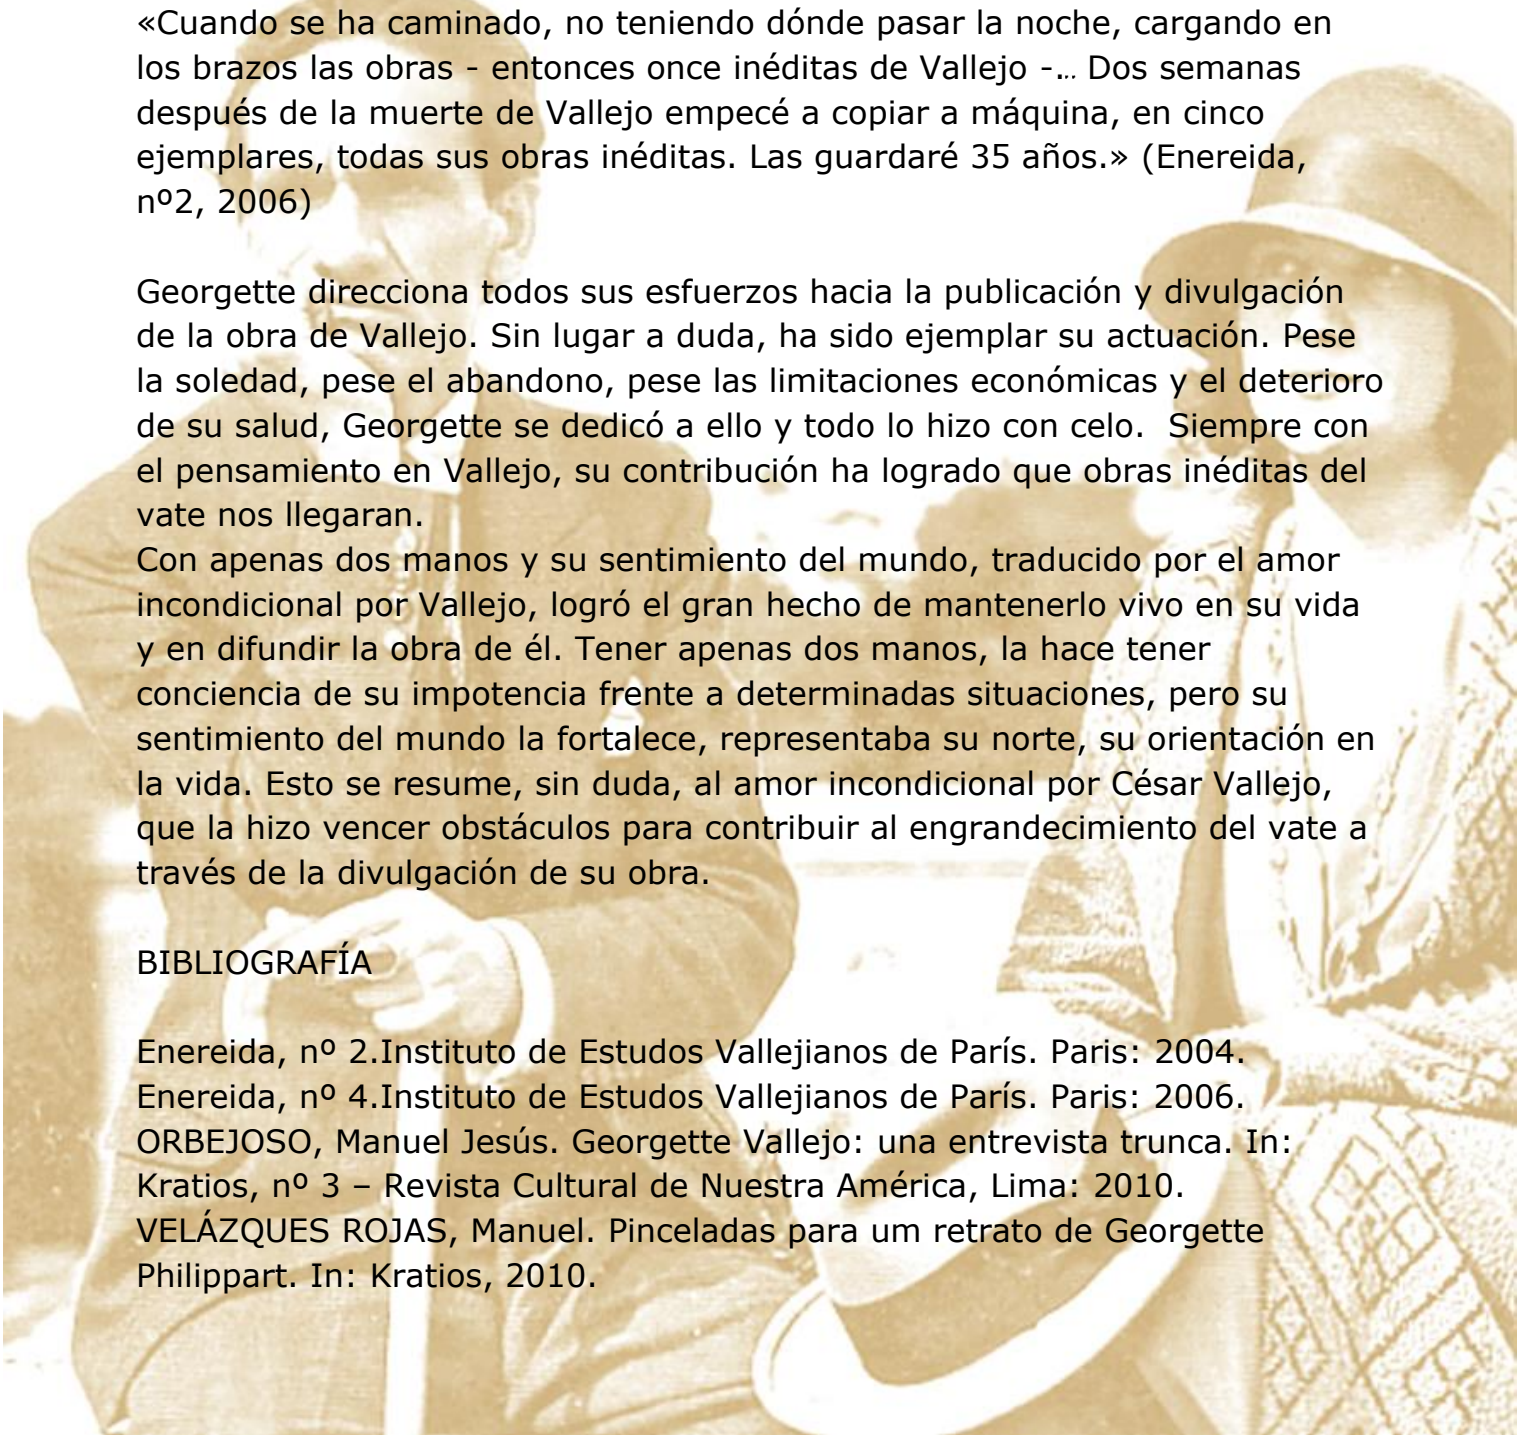 «Cuando se ha caminado, no teniendo dónde pasar la noche, cargando en
los brazos las obras - entonces once inéditas de Vallejo -... Dos semanas
después de la muerte de Vallejo empecé a copiar a máquina, en cinco
ejemplares, todas sus obras inéditas. Las guardaré 35 años.» (Enereida,
nº2, 2006)
Georgette direcciona todos sus esfuerzos hacia la publicación y divulgación
de la obra de Vallejo. Sin lugar a duda, ha sido ejemplar su actuación. Pese
la soledad, pese el abandono, pese las limitaciones económicas y el deterioro
de su salud, Georgette se dedicó a ello y todo lo hizo con celo.  Siempre con
el pensamiento en Vallejo, su contribución ha logrado que obras inéditas del
vate nos llegaran.
Con apenas dos manos y su sentimiento del mundo, traducido por el amor
incondicional por Vallejo, logró el gran hecho de mantenerlo vivo en su vida
y en difundir la obra de él. Tener apenas dos manos, la hace tener
conciencia de su impotencia frente a determinadas situaciones, pero su
sentimiento del mundo la fortalece, representaba su norte, su orientación en
la vida. Esto se resume, sin duda, al amor incondicional por César Vallejo,
que la hizo vencer obstáculos para contribuir al engrandecimiento del vate a
través de la divulgación de su obra.
BIBLIOGRAFÍA
Enereida, nº 2.Instituto de Estudos Vallejianos de París. Paris: 2004.
Enereida, nº 4.Instituto de Estudos Vallejianos de París. Paris: 2006.
ORBEJOSO, Manuel Jesús. Georgette Vallejo: una entrevista trunca. In:
Kratios, nº 3 – Revista Cultural de Nuestra América, Lima: 2010.
VELÁZQUES ROJAS, Manuel. Pinceladas para um retrato de Georgette
Philippart. In: Kratios, 2010.